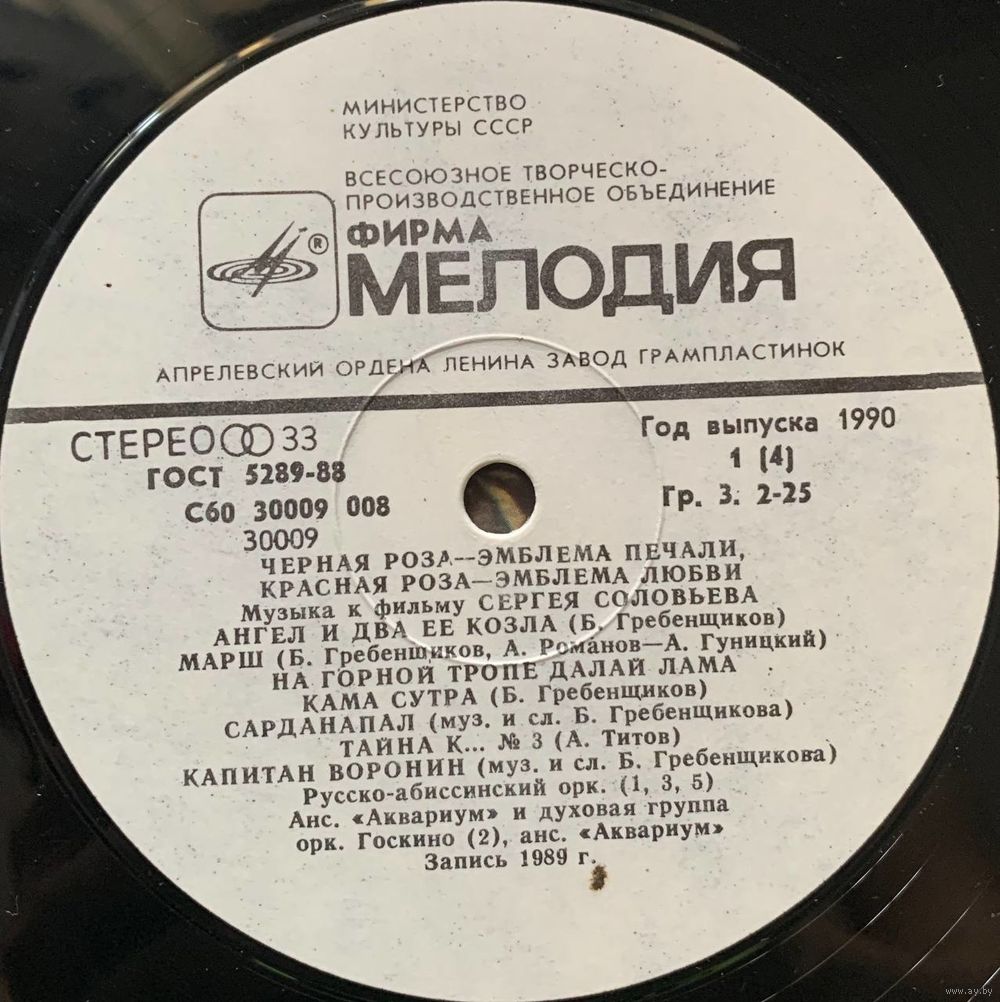 МИНИСТЕРСТВО
КУЛЬТУРЫ СССР
ВСЕСОЮЗНОЕ ТВОРЧЕСКО-
ПРОИЗВОДСТВЕННОЕ ОБЪЕДИНЕНИЕ
ФИРМА
®
МЕЛОДИЯ
АПРЕЛЕВСКИЙ ОРДЕНА ЛЕНИНА ЗАВОД ГРАМПЛАСТИНОК
СТЕРЕО 33
ГОСТ 5289-88
С60 30009 008
30009
Год выпуска 1990
1 (4)
Гр. 3. 2-25
ЧЕРНАЯ РОЗА—ЭМБЛЕМА ПЕЧАЛИ,
КРАСНАЯ РОЗА—ЭМБЛЕМА ЛЮБВИ
Музыка к фильму СЕРГЕЯ СОЛОВЬЕВА
АНГЕЛ И ДВА ЕЕ КОЗЛА (Б. Гребенщиков)
МАРШ (Б. Гребенщиков, А. Романов—А. Гуницкий)
НА ГОРНОЙ ТРОПЕ ДАЛАЙ ЛАМА
КАМА СУТРА (Б. Гребенщиков)
САРДАНАПАЛ (муз. и сл. Б. Гребенщикова)
ТАЙНА К... № 3 (А. Титов)
КАПИТАН ВОРОНИН (муз. и сл. Б. Гребенщикова)
Русско-абиссинский орк. (1, 3, 5)
Анс. «Аквариум» и духовая группа
орк. Госкино (2), анс. «Аквариум»
Запись 1989 г.
www.ay.by